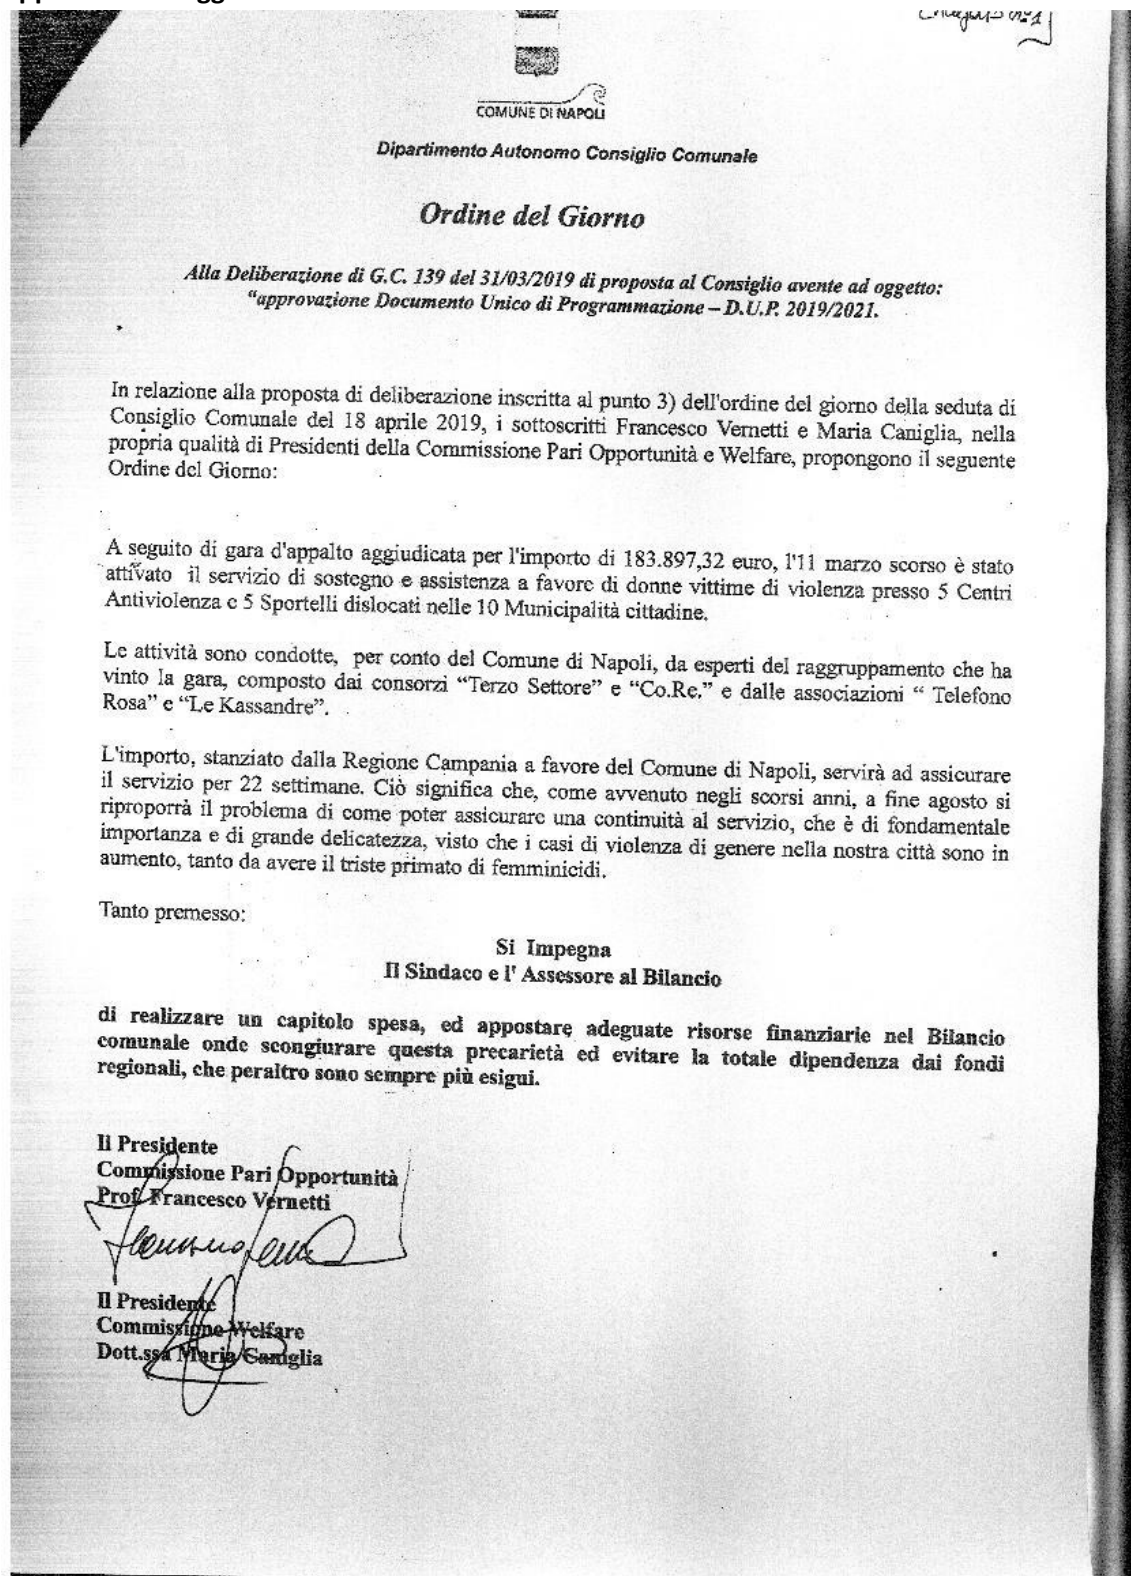 COMUNE DI NAPOLI
Dipartimento Autonomo Consiglio Comunale
Ordine del Giorno
Alla Deliberazione di G.C. 139 del 31/03/2019 di proposta al Consiglio avente ad oggetto:
“approvazione Documento Unico di Programmazione – D.U.P. 2019/2021.
In relazione alla proposta di deliberazione inscritta al punto 3) dell'ordine del giorno della seduta di
Consiglio Comunale del 18 aprile 2019, i sottoscritti Francesco Vernetti e Maria Caniglia, nella
propria qualità di Presidenti della Commissione Pari Opportunità e Welfare, propongono il seguente
Ordine del Giorno:
A seguito di gara d'appalto aggiudicata per l'importo di 183.897,32 euro, l'11 marzo scorso è stato
attivato il servizio di sostegno e assistenza a favore di donne vittime di violenza presso 5 Centri
Antiviolenza e 5 Sportelli dislocati nelle 10 Municipalità cittadine.
Le attività sono condotte, per conto del Comune di Napoli, da esperti del raggruppamento che ha
vinto la gara, composto dai consorzi “Terzo Settore” e “Co.Re.” e dalle associazioni “ Telefono
Rosa” e “Le Kassandre”.
L'importo, stanziato dalla Regione Campania a favore del Comune di Napoli, servirà ad assicurare
il servizio per 22 settimane. Ciò significa che, come avvenuto negli scorsi anni, a fine agosto si
riproporrà il problema di come poter assicurare una continuità al servizio, che è di fondamentale
importanza e di grande delicatezza, visto che i casi di violenza di genere nella nostra città sono in
aumento, tanto da avere il triste primato di femminicidi.
Tanto premesso:
Si Impegna
Il Sindaco e l' Assessore al Bilancio
di realizzare un capitolo spesa, ed appostare adeguate risorse finanziarie nel Bilancio
comunale onde scongiurare questa precarietà ed evitare la totale dipendenza dai fondi
regionali, che peraltro sono sempre più esigui.
Il Presidente
Commissione Pari Opportunità
Prof. Francesco Vernetti
Il Presidente
Commissione Welfare
Dott.ssa Maria Caniglia